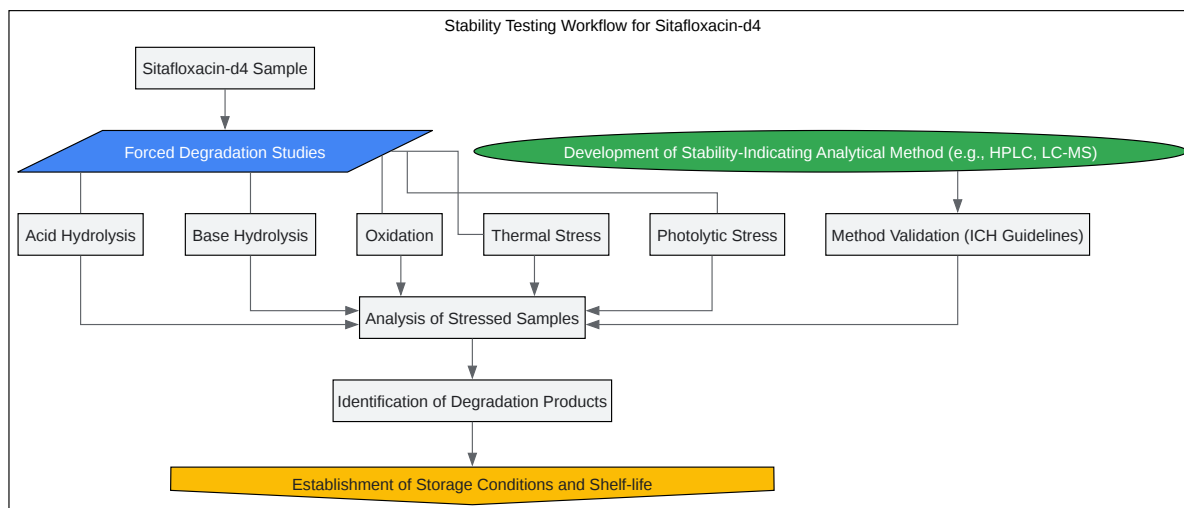 Stability Testing Workflow for Sitafloxacin-d4
Sitafloxacin-d4 Sample
Forced Degradation Studies
Development of Stability-Indicating Analytical Method (e.g., HPLC, LC-MS)
Acid Hydrolysis
Base Hydrolysis
Oxidation
Thermal Stress
Photolytic Stress
Method Validation (ICH Guidelines)
Analysis of Stressed Samples
Identification of Degradation Products
Establishment of Storage Conditions and Shelf-life